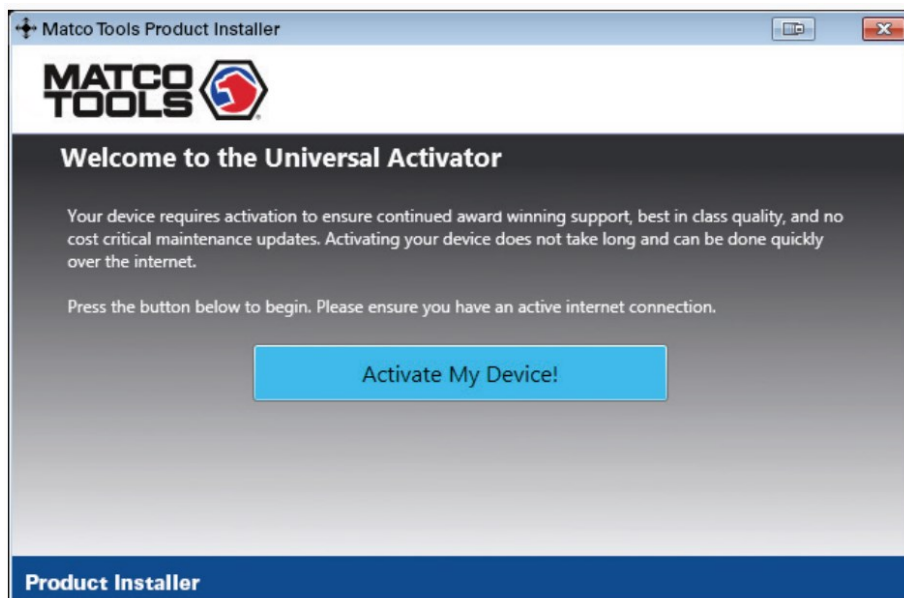 Matco Tools Product Installer
MATCO
TOOLS
Welcome to the Universal Activator
Your device requires activation to ensure continued award winning support, best in class quality, and no
cost critical maintenance updates. Activating your device does not take long and can be done quickly
over the internet.
Press the button below to begin. Please ensure you have an active internet connection.
Activate My Device!
Product Installer